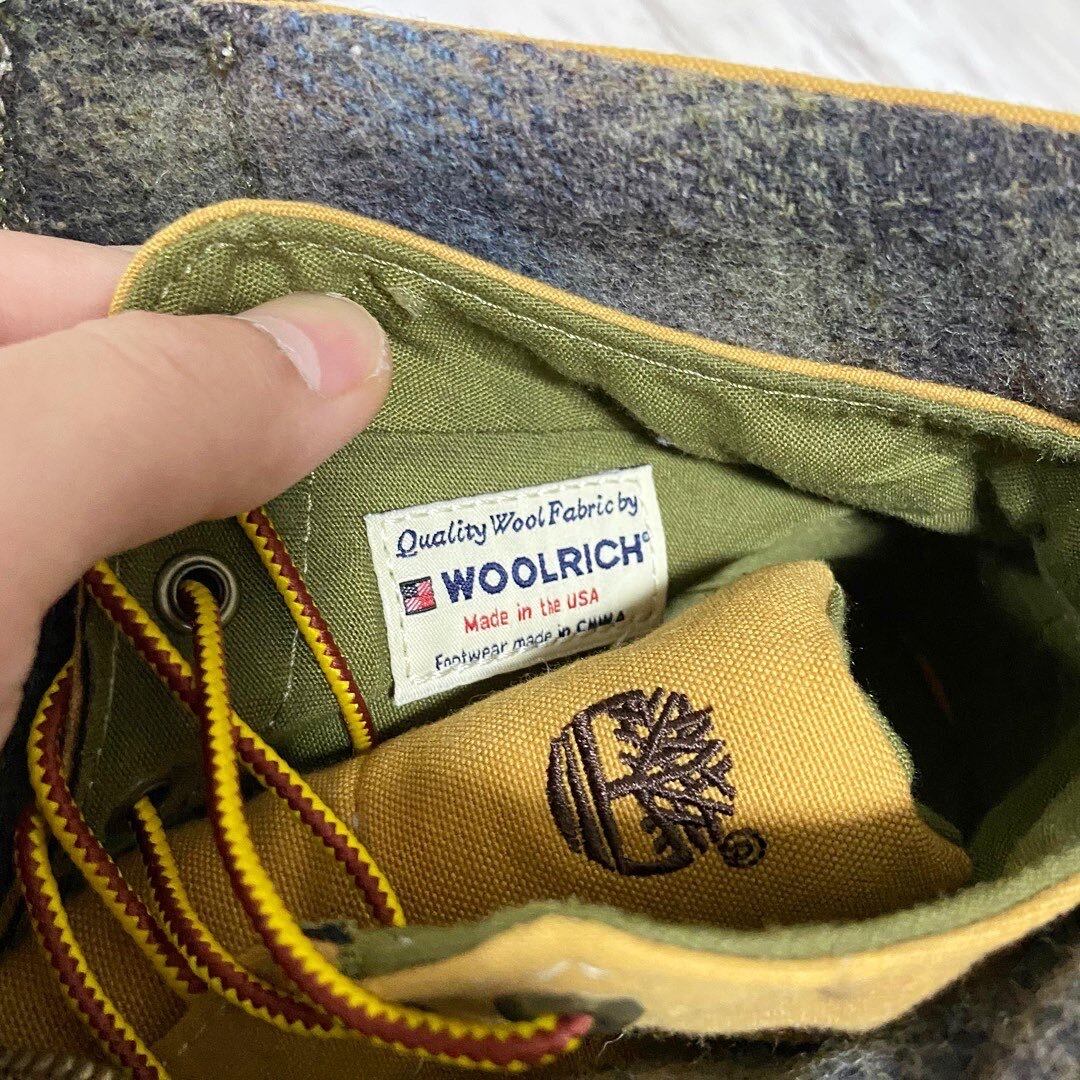 Quality Wool Fabric by
WOOLRICH
Made in the USA
Footwear made in CHINA
®